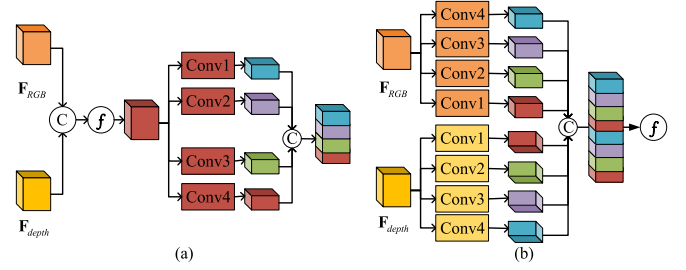 F_RGB
C
f
F_depth
Conv1
Conv2
Conv3
Conv4
C
(a)
F_RGB
F_depth
Conv4
Conv3
Conv2
Conv1
Conv1
Conv2
Conv3
Conv4
C
f
(b)